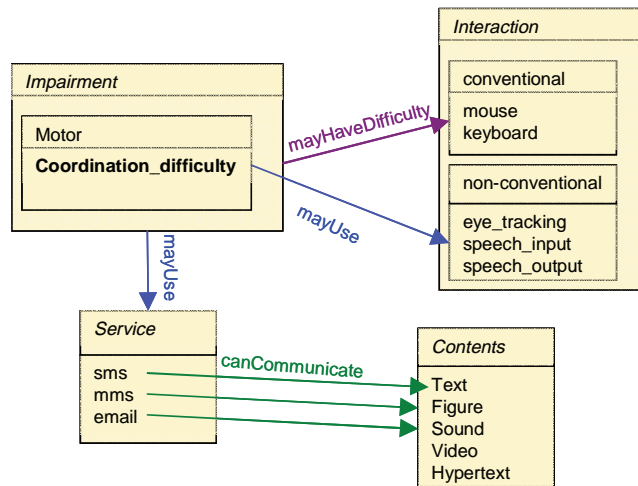 Impairment
Motor
Coordination_difficulty
mayHaveDifficulty
mayUse
mayUse
Interaction
conventional
mouse
keyboard
non-conventional
eye_tracking
speech_input
speech_output
Service
sms
mms
email
canCommunicate
Contents
Text
Figure
Sound
Video
Hypertext